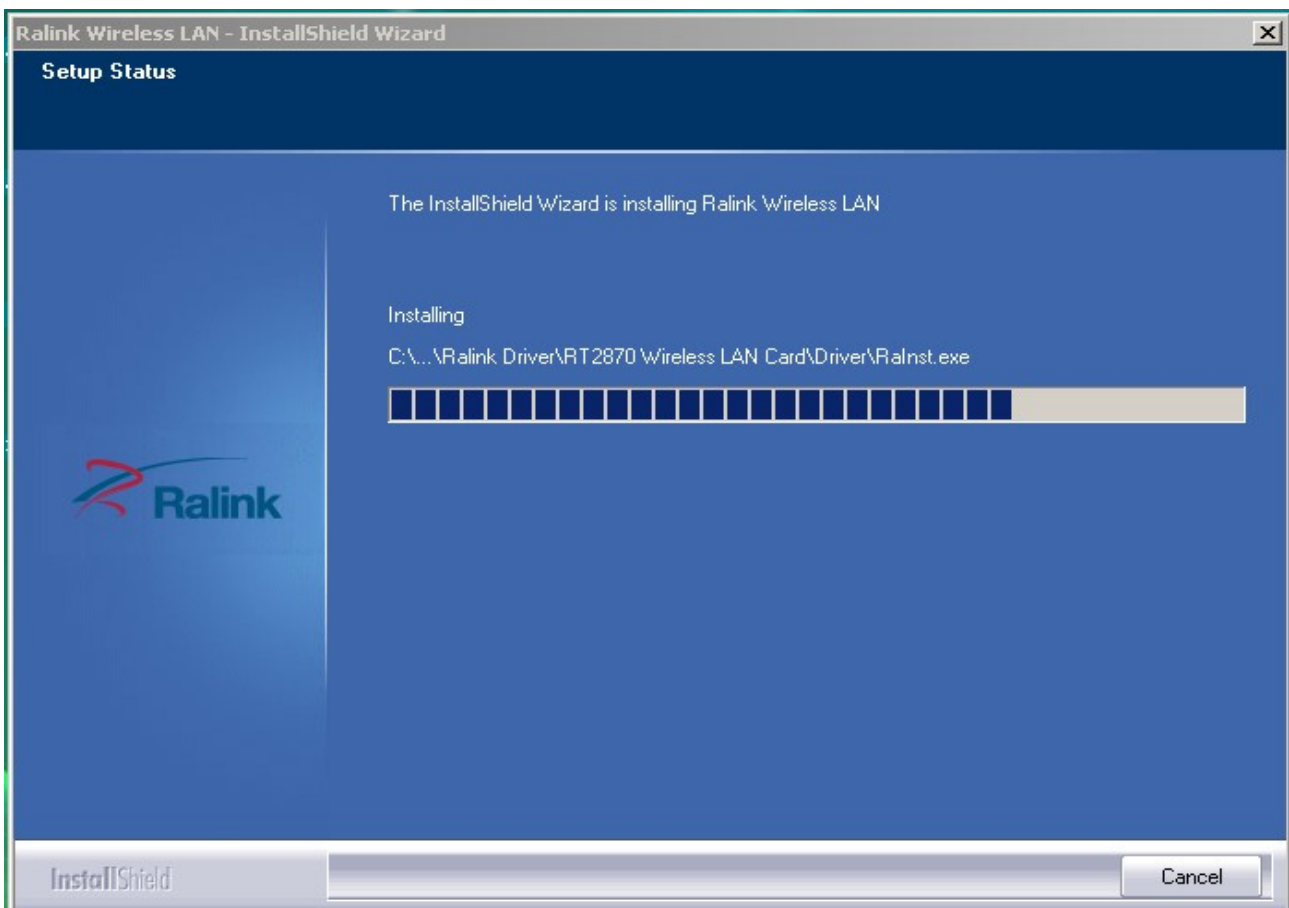 Ralink Wireless LAN - InstallShield Wizard
Setup Status
The InstallShield Wizard is installing Ralink Wireless LAN
Installing
C:\...\Ralink Driver\RT2870 Wireless LAN Card\Driver\RaInst.exe
Ralink
InstallShield
Cancel